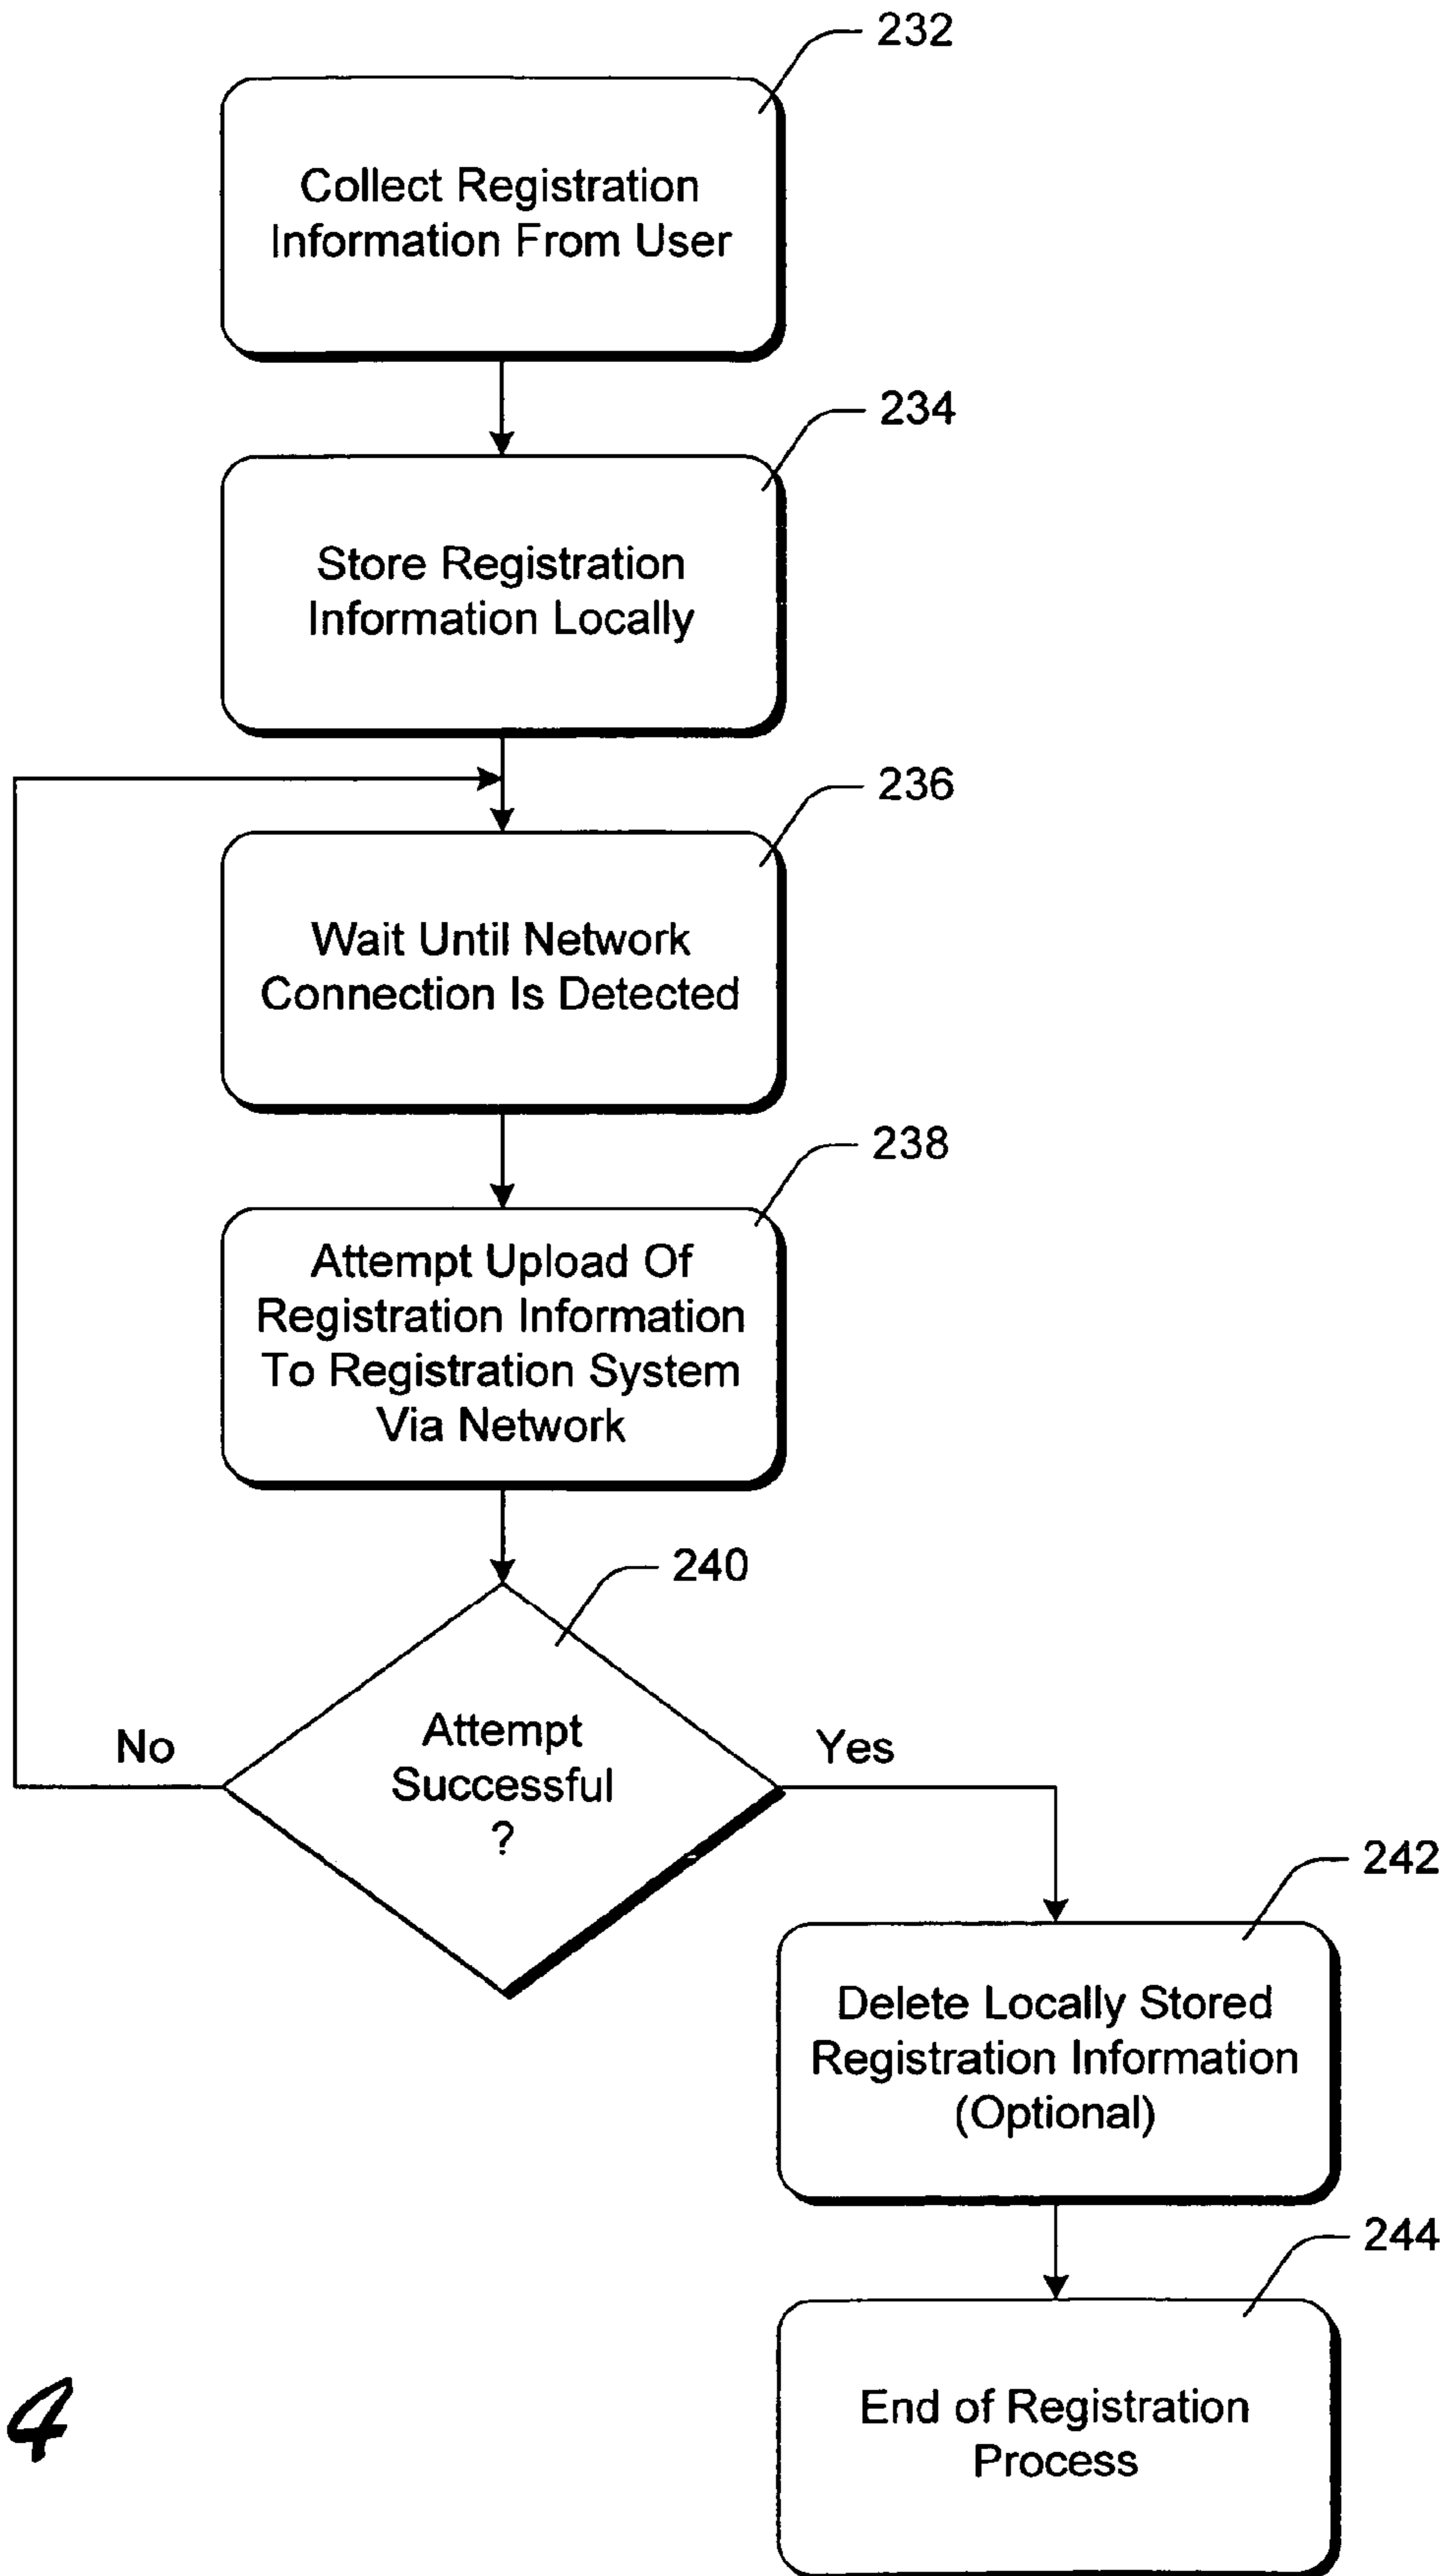 232
Collect Registration
Information From User
234
Store Registration
Information Locally
236
Wait Until Network
Connection Is Detected
238
Attempt Upload Of
Registration Information
To Registration System
Via Network
240
Attempt
Successful
?
No
Yes
242
Delete Locally Stored
Registration Information
(Optional)
244
End of Registration
Process
4